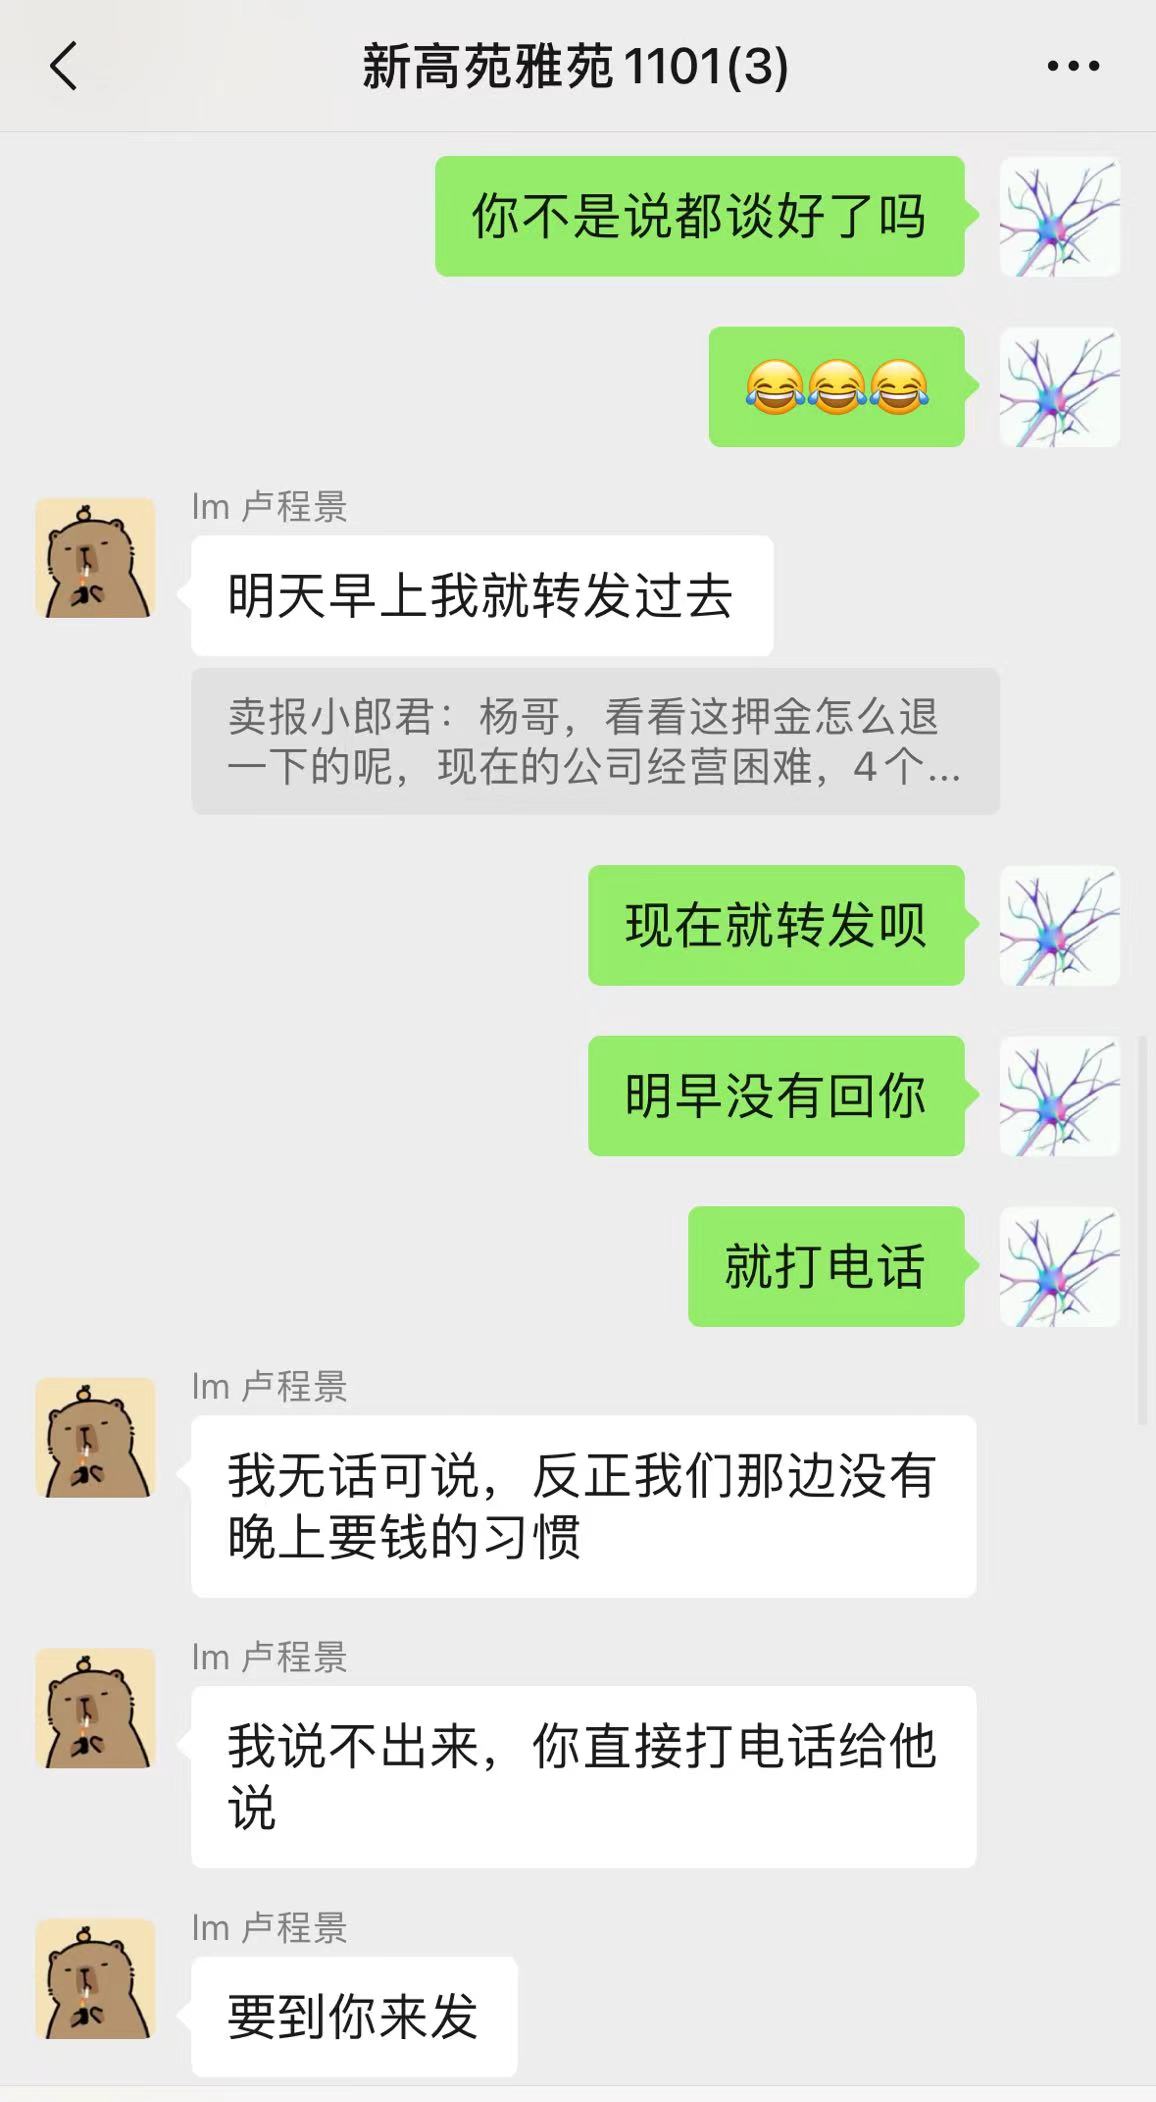 新高苑雅苑1101(3)
你不是说都谈好了吗
😂😂😂
Im 卢程景
明天早上我就转发过去
卖报小郎君：杨哥，看看这押金怎么退
一下的呢，现在的公司经营困难，4个...
现在就转发呗
明早没有回你
就打电话
Im 卢程景
我无话可说，反正我们那边没有
晚上要钱的习惯
Im 卢程景
我说不出来，你直接打电话给他
说
Im 卢程景
要到你来发